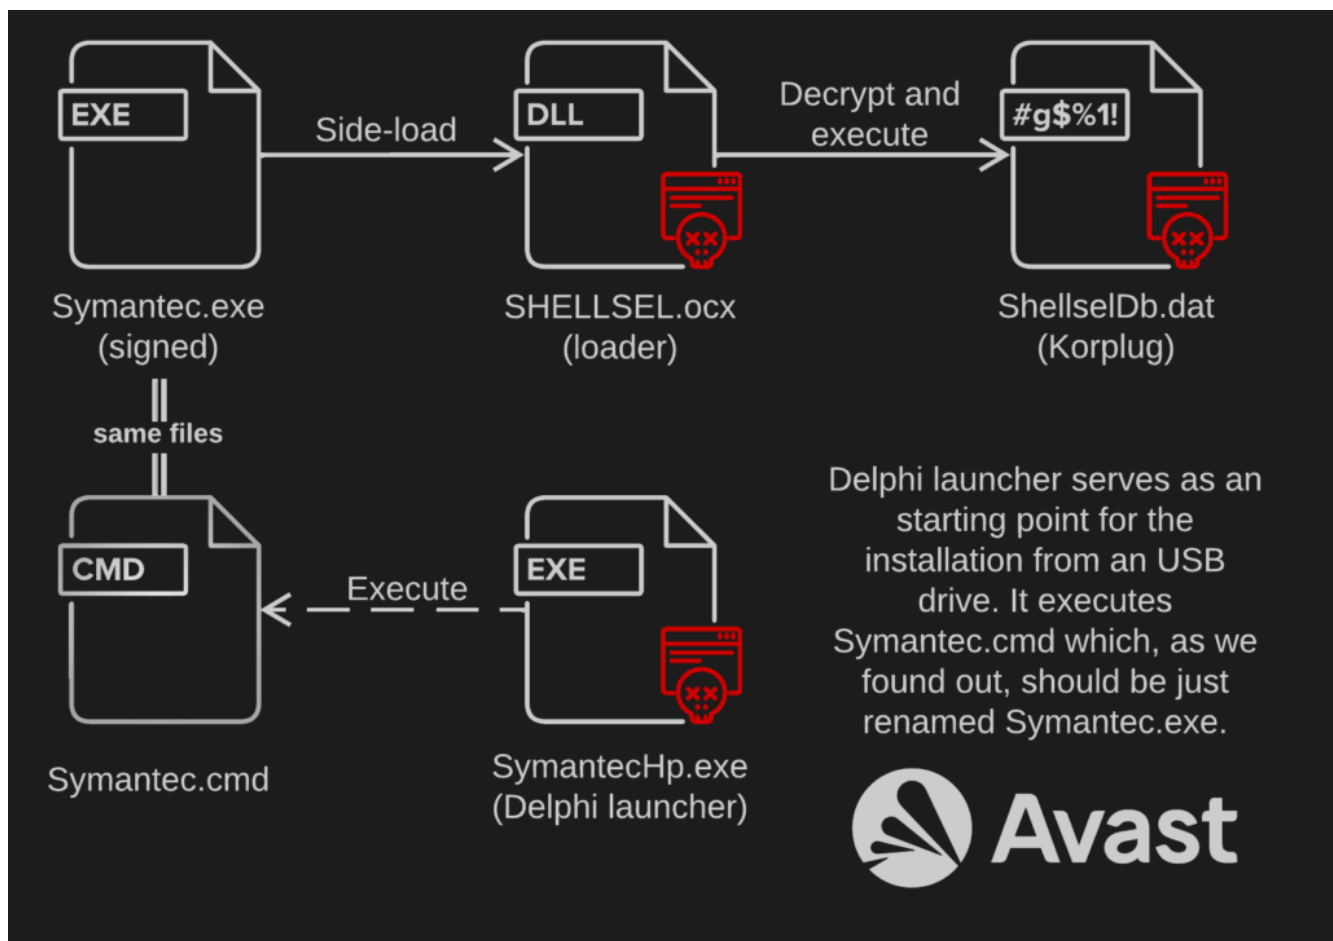 EXE
Side-load
DLL
Decrypt and
execute
#g$%1!
Symantec.exe
(signed)
SHELLSEL.ocx
(loader)
ShellselDb.dat
(Korplug)
same files
CMD
Execute
EXE
Symantec.cmd
SymantecHp.exe
(Delphi launcher)
Delphi launcher serves as an
starting point for the
installation from an USB
drive. It executes
Symantec.cmd which, as we
found out, should be just
renamed Symantec.exe.
Avast